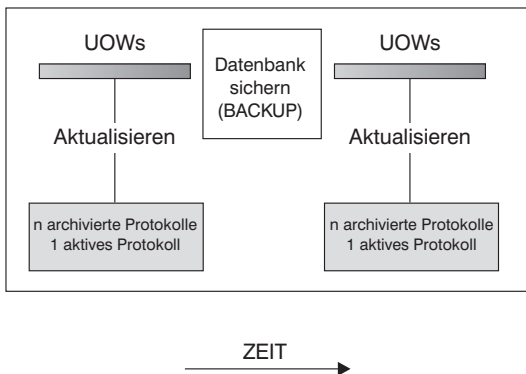 UOWs
Datenbank
sichern
(BACKUP)
UOWs
Aktualisieren
Aktualisieren
n archivierte Protokolle
1 aktives Protokoll
n archivierte Protokolle
1 aktives Protokoll
ZEIT